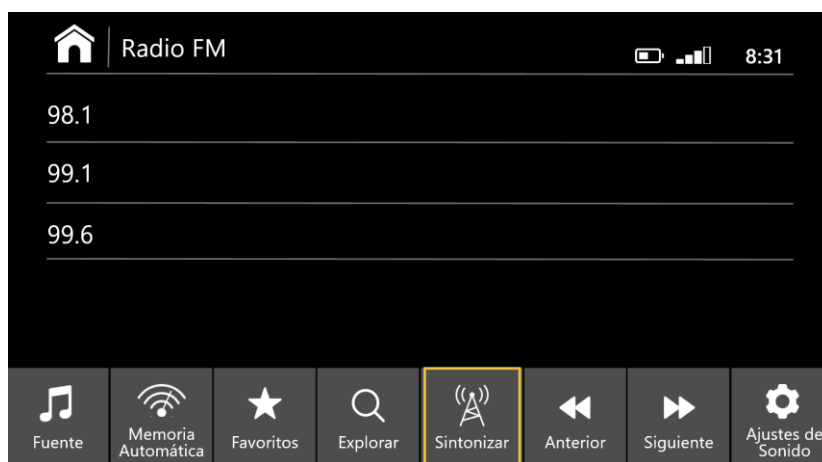 Radio FM
8:31
98.1
99.1
99.6
Fuente
Memoria
Automática
Favoritos
Explorar
Sintonizar
Anterior
Siguiente
Ajustes de
Sonido